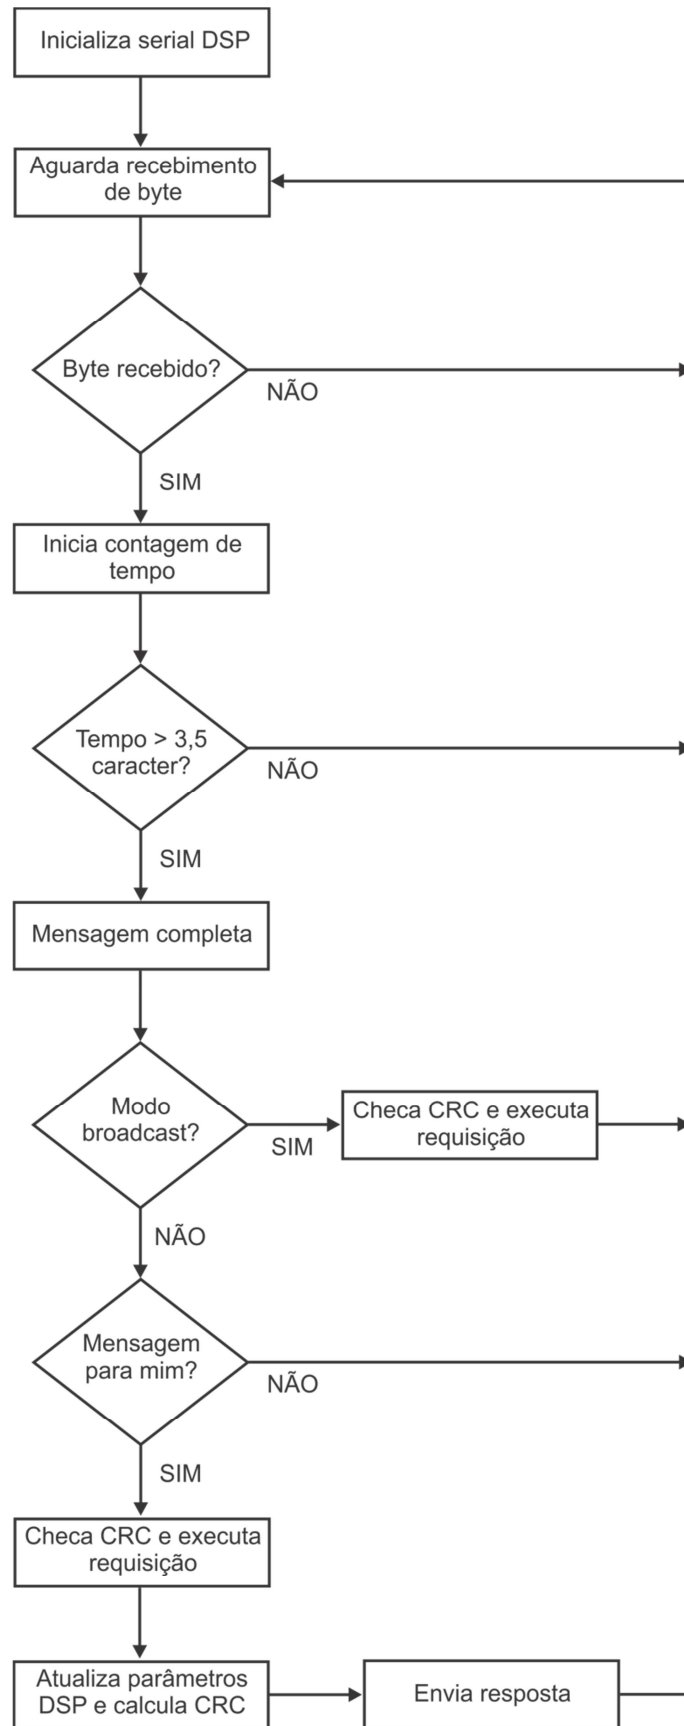 Inicializa serial DSP
Aguarda recebimento
de byte
Byte recebido?
NÃO
SIM
Inicia contagem de
tempo
Tempo > 3,5
caracter?
NÃO
SIM
Mensagem completa
Modo
broadcast?
SIM
Checa CRC e executa
requisição
NÃO
Mensagem
para mim?
NÃO
SIM
Checa CRC e executa
requisição
Atualiza parâmetros
DSP e calcula CRC
Envia resposta